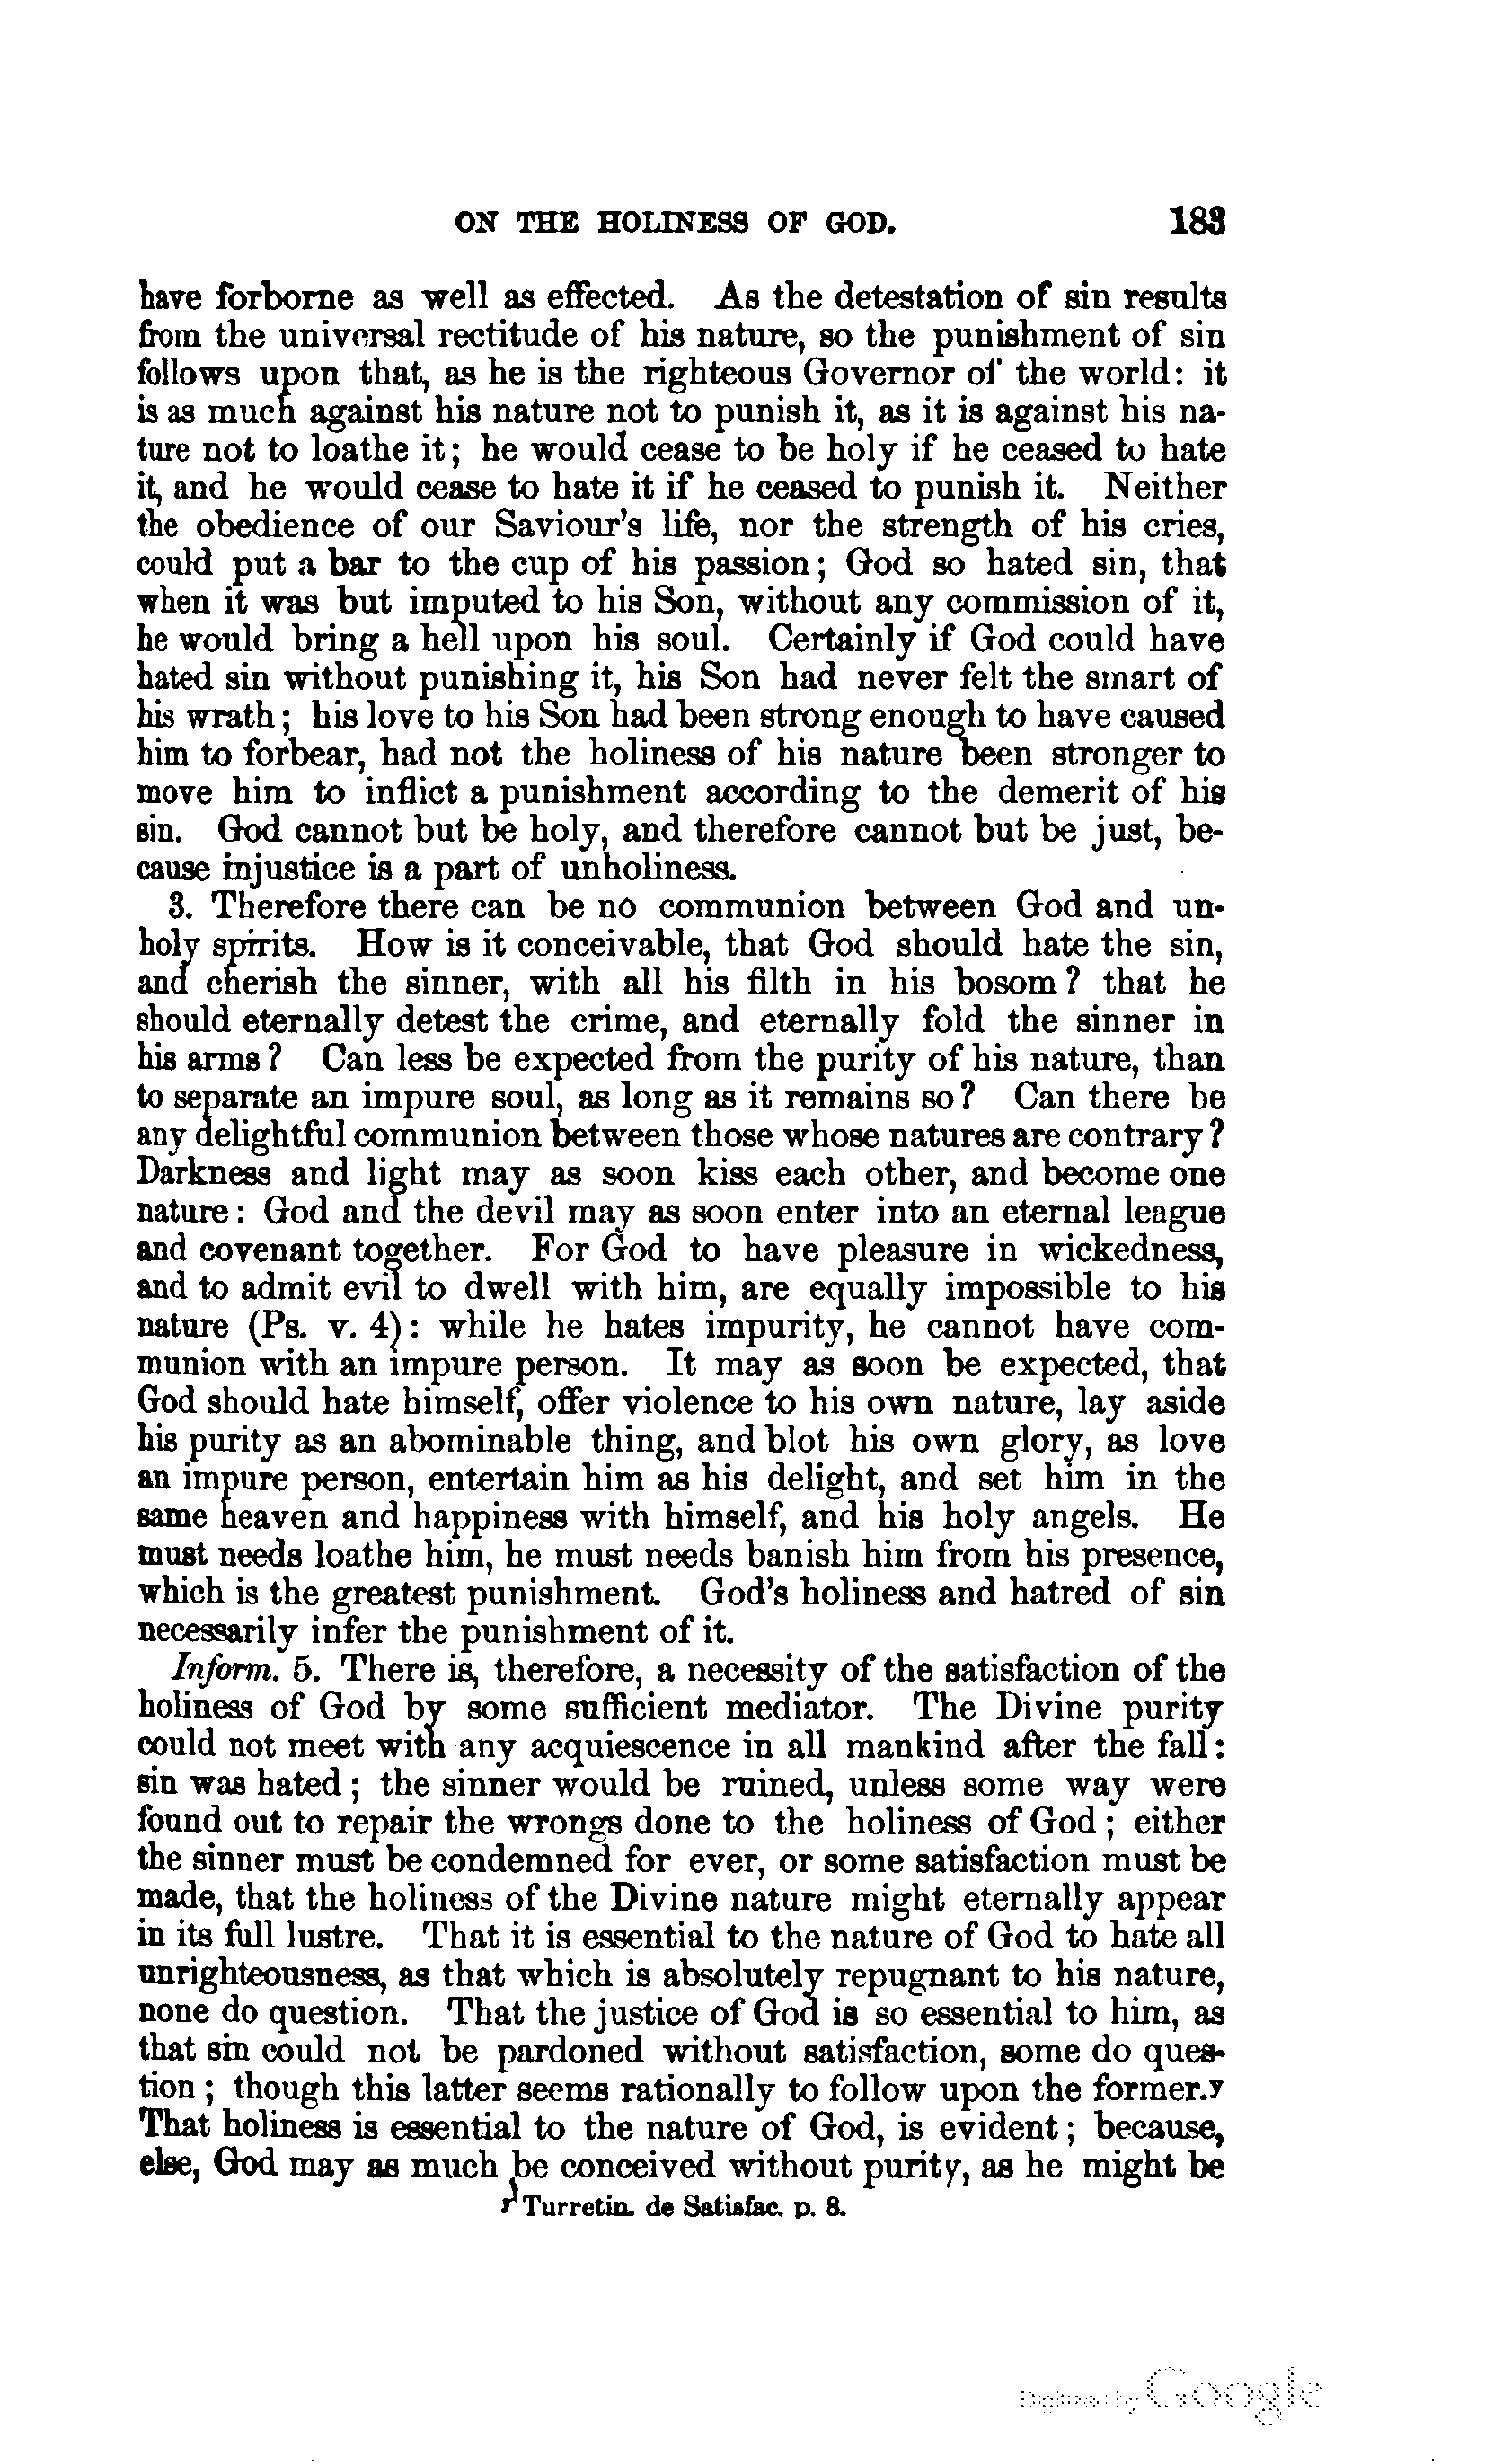 ON THE HOLINESS OF GOD. 183
have forborne as well as effected. As the detestation of sin results
from the universal rectitude of his nature, so the punishment of sin
follows upon that, as he is the righteous Governor of the world: it
is as much against his nature not to punish it, as it is against his na-
ture not to loathe it; he would cease to be holy if he ceased to hate
it, and he would cease to hate it if he ceased to punish it. Neither
the obedience of our Saviour's life, nor the strength of his cries,
could put a bar to the cup of his passion; God so hated sin, that
when it was but imputed to his Son, without any commission of it,
he would bring a hell upon his soul. Certainly if God could have
hated sin without punishing it, his Son had never felt the smart of
his wrath; his love to his Son had been strong enough to have caused
him to forbear, had not the holiness of his nature been stronger to
move him to inflict a punishment according to the demerit of his
sin. God cannot but be holy, and therefore cannot but be just, be-
cause injustice is a part of unholiness.
3. Therefore there can be no communion between God and un-
holy spirits. How is it conceivable, that God should hate the sin,
and cherish the sinner, with all his filth in his bosom? that he
should eternally detest the crime, and eternally fold the sinner in
his arms? Can less be expected from the purity of his nature, than
to separate an impure soul, as long as it remains so? Can there be
any delightful communion between those whose natures are contrary?
Darkness and light may as soon kiss each other, and become one
nature: God and the devil may as soon enter into an eternal league
and covenant together. For God to have pleasure in wickedness,
and to admit evil to dwell with him, are equally impossible to his
nature (Ps. v. 4): while he hates impurity, he cannot have com-
munion with an impure person. It may as soon be expected, that
God should hate himself, offer violence to his own nature, lay aside
his purity as an abominable thing, and blot his own glory, as love
an impure person, entertain him as his delight, and set him in the
same heaven and happiness with himself, and his holy angels. He
must needs loathe him, he must needs banish him from his presence,
which is the greatest punishment. God's holiness and hatred of sin
necessarily infer the punishment of it.
Inform. 5. There is, therefore, a necessity of the satisfaction of the
holiness of God by some sufficient mediator. The Divine purity
could not meet with any acquiescence in all mankind after the fall:
sin was hated; the sinner would be ruined, unless some way were
found out to repair the wrongs done to the holiness of God; either
the sinner must be condemned for ever, or some satisfaction must be
made, that the holiness of the Divine nature might eternally appear
in its full lustre. That it is essential to the nature of God to hate all
unrighteousness, as that which is absolutely repugnant to his nature,
none do question. That the justice of God is so essential to him, as
that sin could not be pardoned without satisfaction, some do ques-
tion; though this latter seems rationally to follow upon the former.y
That holiness is essential to the nature of God, is evident; because,
else, God may as much be conceived without purity, as he might be
y Turretin. de Satisfac. p. 8.
Digitized by Google